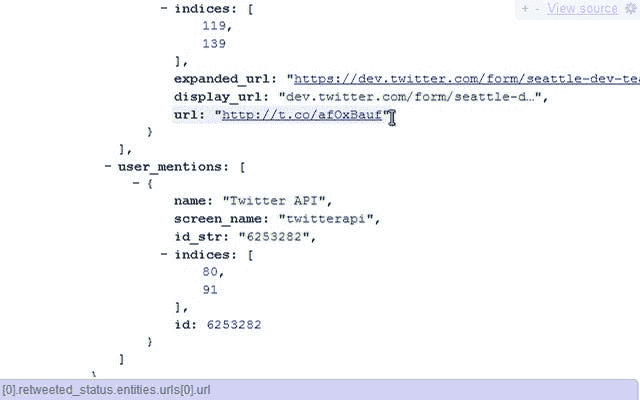 + - View source
- indices: [
119,
139
],
expanded_url: "https://dev.twitter.com/form/seattle-dev-tea
display_url: "dev.twitter.com/form/seattle-d…",
url: "http://t.co/afOxBauf"
}
],
- user_mentions: [
- {
name: "Twitter API",
screen_name: "twitterapi",
id_str: "6253282",
- indices: [
80,
91
],
id: 6253282
}
]
}
[0].retweeted_status.entities.urls[0].url